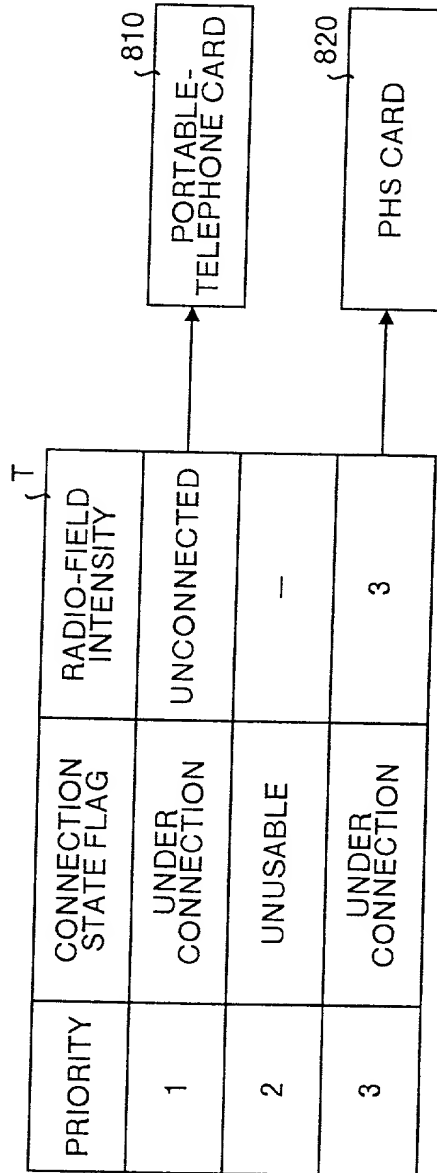 T
PRIORITY
CONNECTION
STATE FLAG
RADIO-FIELD
INTENSITY
1
UNDER
CONNECTION
UNCONNECTED
810
PORTABLE-
TELEPHONE CARD
2
UNUSABLE
–
3
UNDER
CONNECTION
3
820
PHS CARD